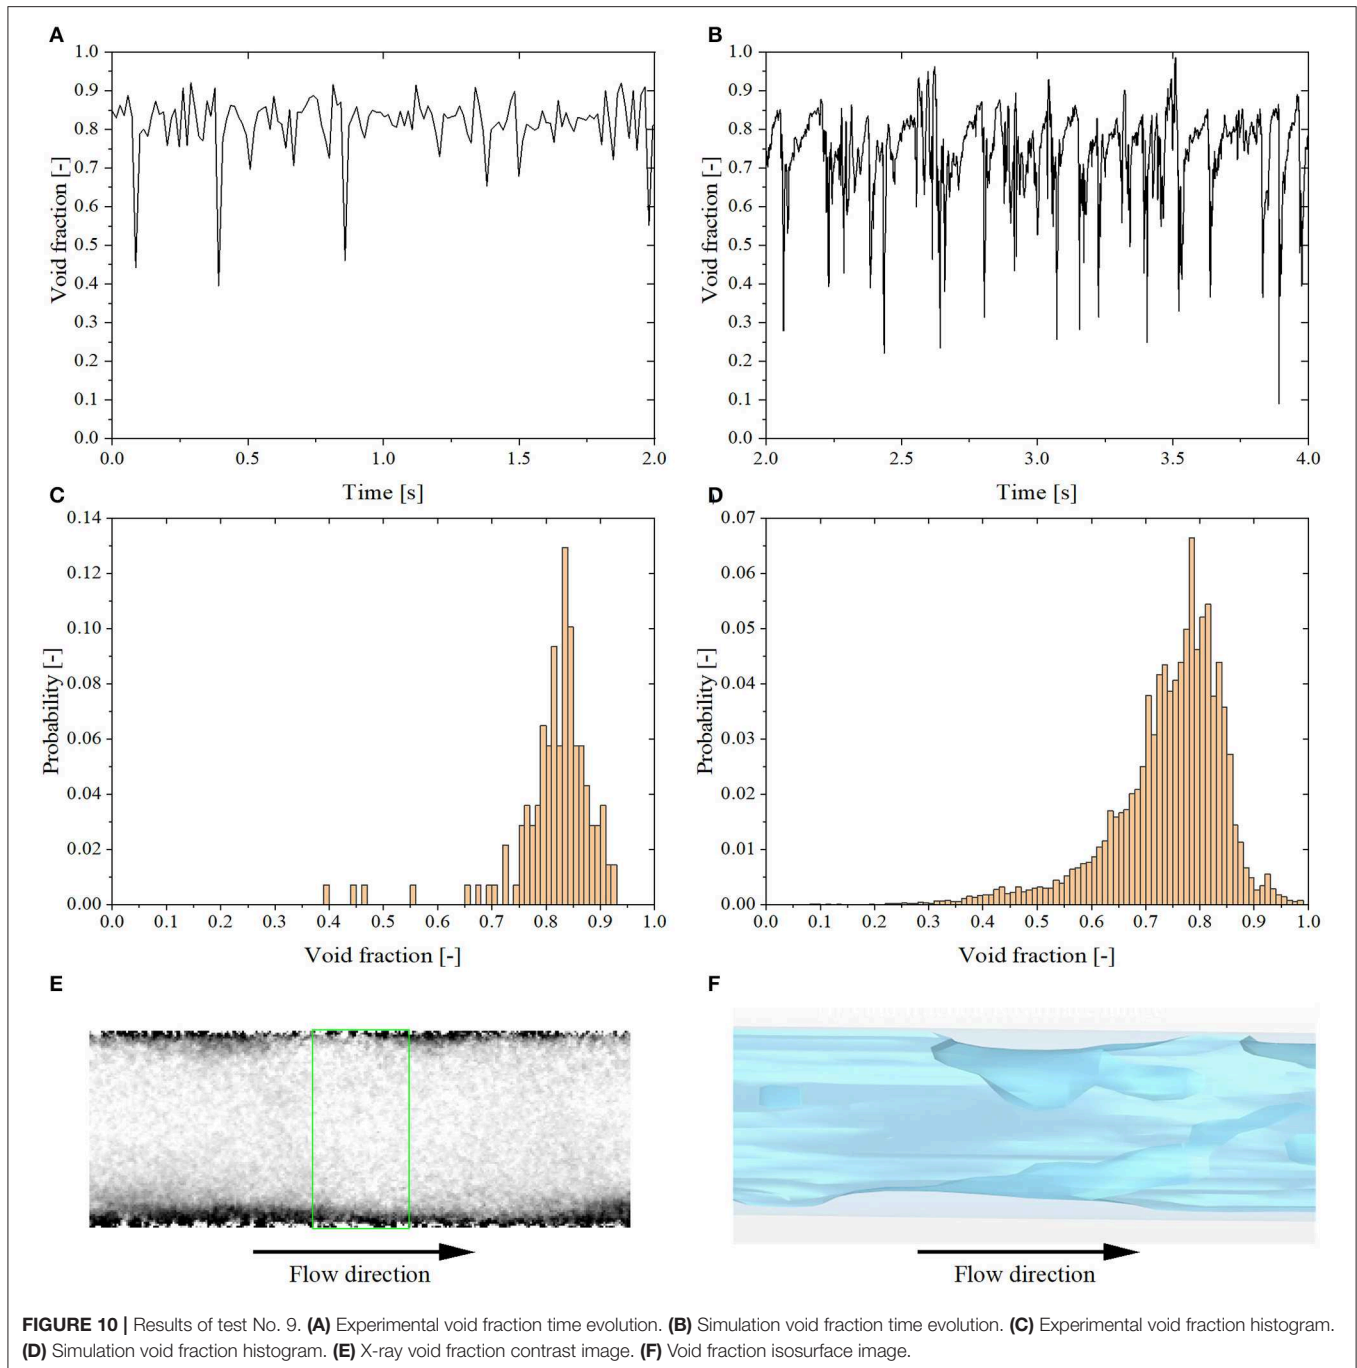 A
1.0
0.9
0.8
0.7
0.6
0.5
0.4
0.3
0.2
0.1
0.0
Void fraction [-]
0.0 0.5 1.0 1.5 2.0
Time [s]
B
1.0
0.9
0.8
0.7
0.6
0.5
0.4
0.3
0.2
0.1
0.0
Void fraction [-]
2.0 2.5 3.0 3.5 4.0
Time [s]
C
0.14
0.12
0.10
0.08
0.06
0.04
0.02
0.00
Probability [-]
0.0 0.1 0.2 0.3 0.4 0.5 0.6 0.7 0.8 0.9 1.0
Void fraction [-]
D
0.07
0.06
0.05
0.04
0.03
0.02
0.01
0.00
Probability [-]
0.0 0.1 0.2 0.3 0.4 0.5 0.6 0.7 0.8 0.9 1.0
Void fraction [-]
E
Flow direction
F
Flow direction
FIGURE 10 | Results of test No. 9. (A) Experimental void fraction time evolution. (B) Simulation void fraction time evolution. (C) Experimental void fraction histogram.
(D) Simulation void fraction histogram. (E) X-ray void fraction contrast image. (F) Void fraction isosurface image.